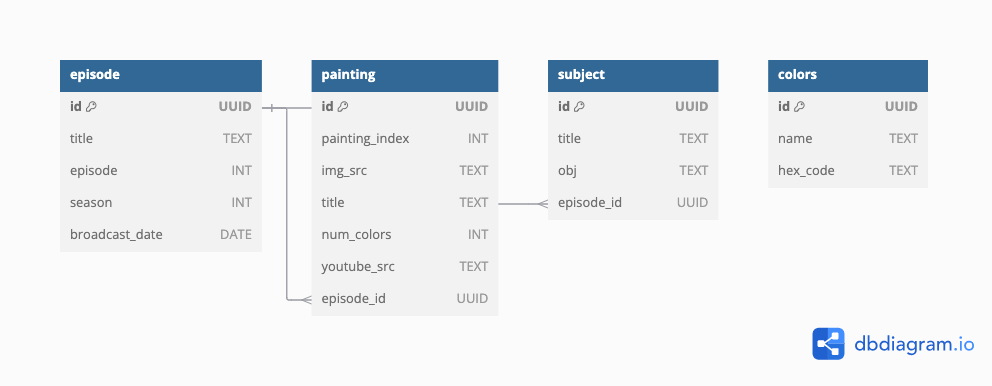 episode
id UUID
title TEXT
episode INT
season INT
broadcast_date DATE
painting
id UUID
painting_index INT
img_src TEXT
title TEXT
num_colors INT
youtube_src TEXT
episode_id UUID
subject
id UUID
title TEXT
obj TEXT
episode_id UUID
colors
id UUID
name TEXT
hex_code TEXT
dbdiagram.io